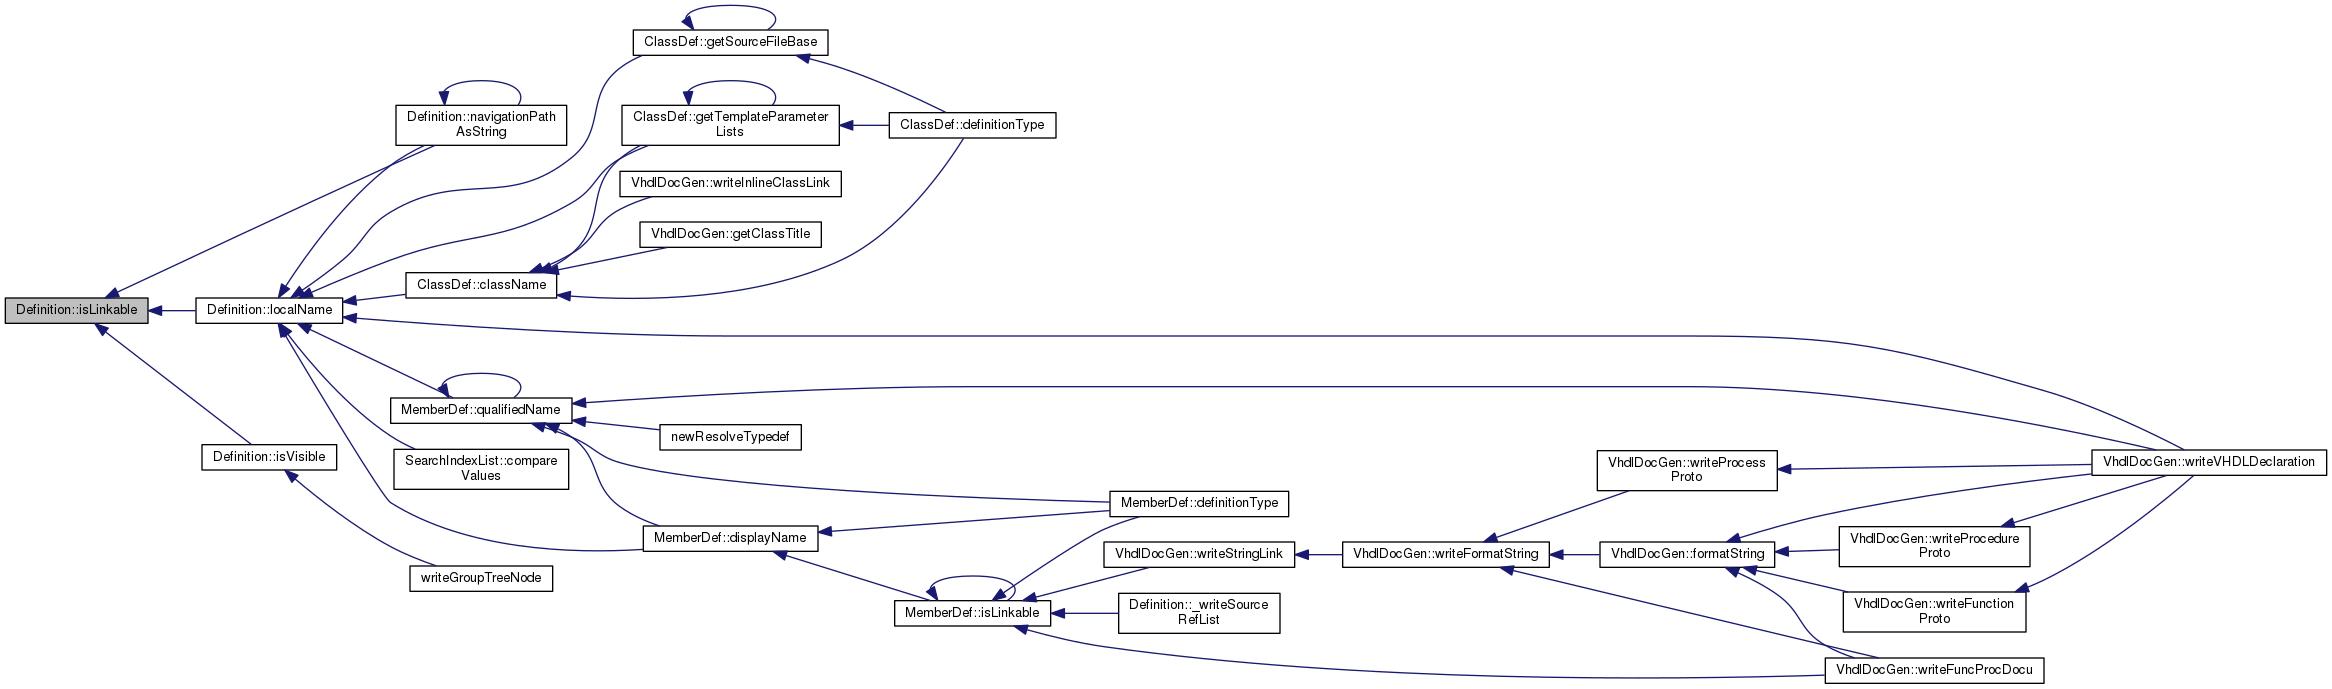 ClassDef::getSourceFileBase
Definition::navigationPath
AsString
ClassDef::getTemplateParameter
Lists
ClassDef::definitionType
VhdlDocGen::writeInlineClassLink
VhdlDocGen::getClassTitle
ClassDef::className
Definition::isLinkable
Definition::localName
MemberDef::qualifiedName
newResolveTypedef
Definition::isVisible
SearchIndexList::compare
Values
VhdlDocGen::writeProcess
Proto
VhdlDocGen::writeVHDLDeclaration
MemberDef::definitionType
MemberDef::displayName
VhdlDocGen::writeStringLink
VhdlDocGen::writeFormatString
VhdlDocGen::formatString
VhdlDocGen::writeProcedure
Proto
writeGroupTreeNode
MemberDef::isLinkable
Definition::_writeSource
RefList
VhdlDocGen::writeFunction
Proto
VhdlDocGen::writeFuncProcDocu